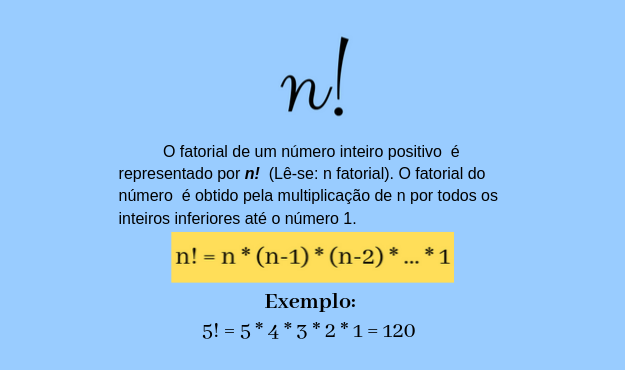 n!
O fatorial de um número inteiro positivo é
representado por n! (Lê-se: n fatorial). O fatorial do
número é obtido pela multiplicação de n por todos os
inteiros inferiores até o número 1.
n! = n * (n-1) * (n-2) * ... * 1
Exemplo:
5! = 5 * 4 * 3 * 2 * 1 = 120